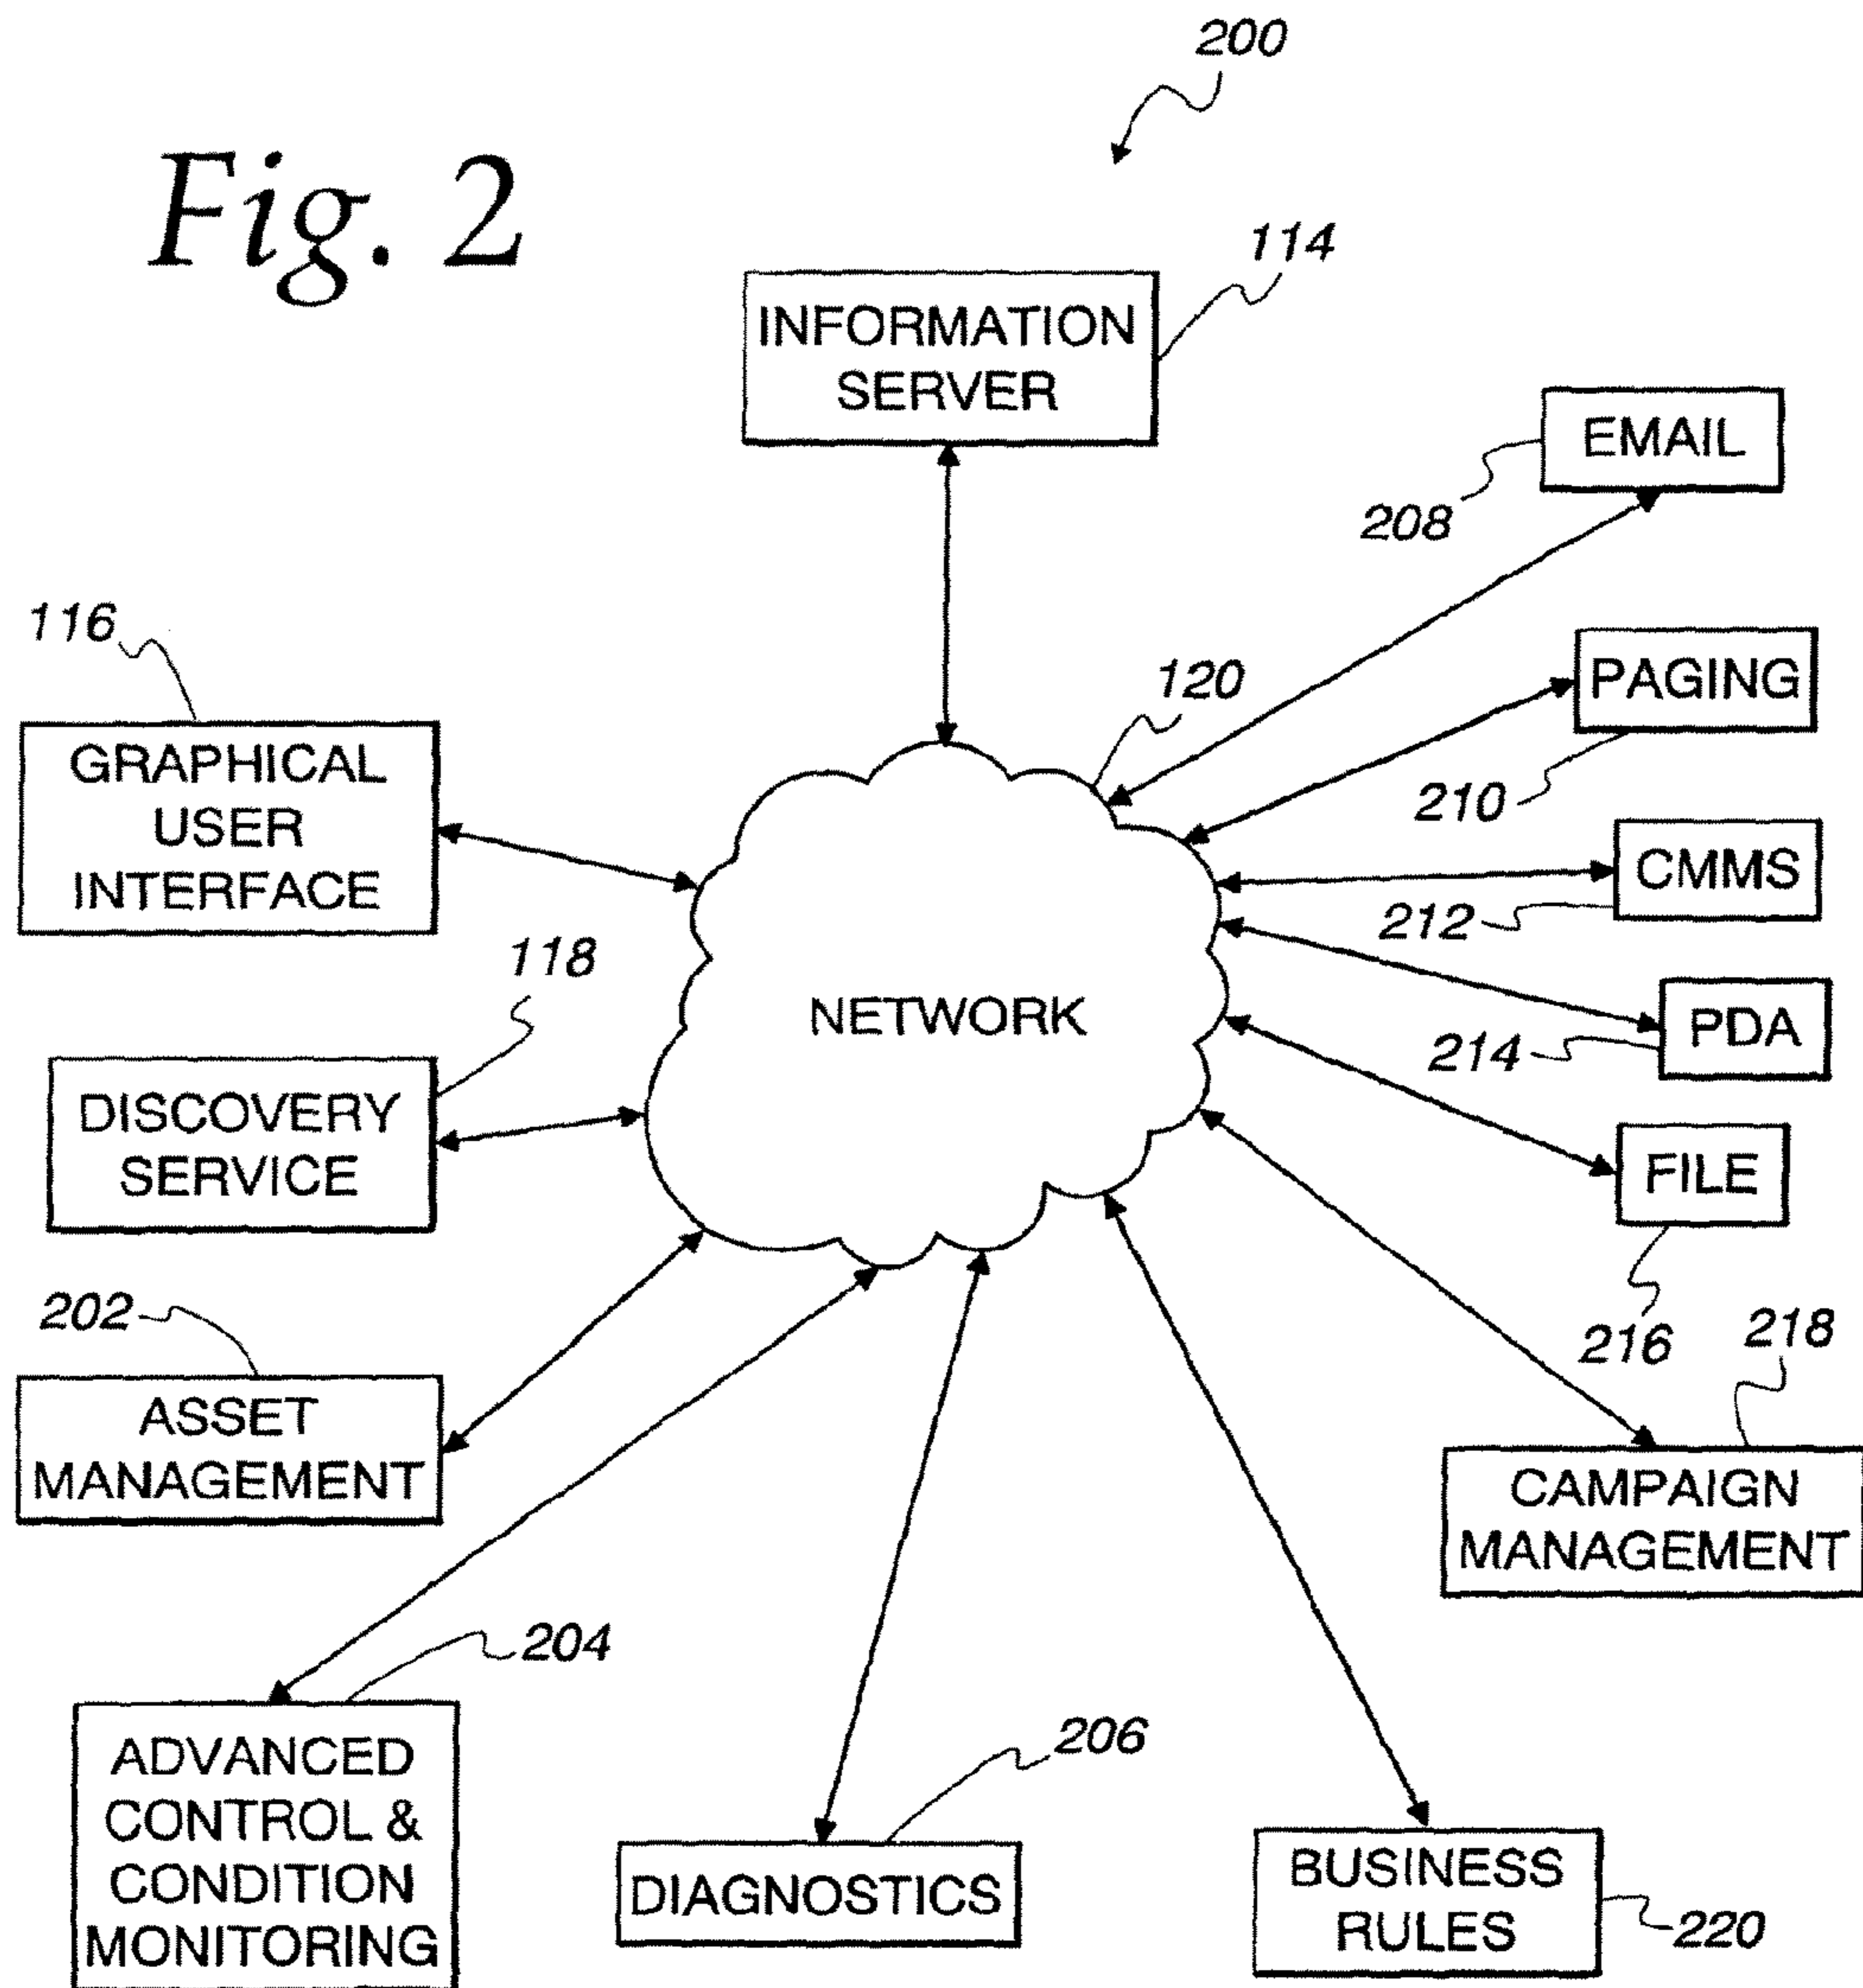 200
Fig. 2
114
INFORMATION
SERVER
EMAIL
208
116
120
PAGING
210
GRAPHICAL
USER
INTERFACE
CMMS
212
118
NETWORK
PDA
214
DISCOVERY
SERVICE
FILE
216
202
218
ASSET
MANAGEMENT
CAMPAIGN
MANAGEMENT
204
ADVANCED
CONTROL &
CONDITION
MONITORING
206
DIAGNOSTICS
BUSINESS
RULES
220